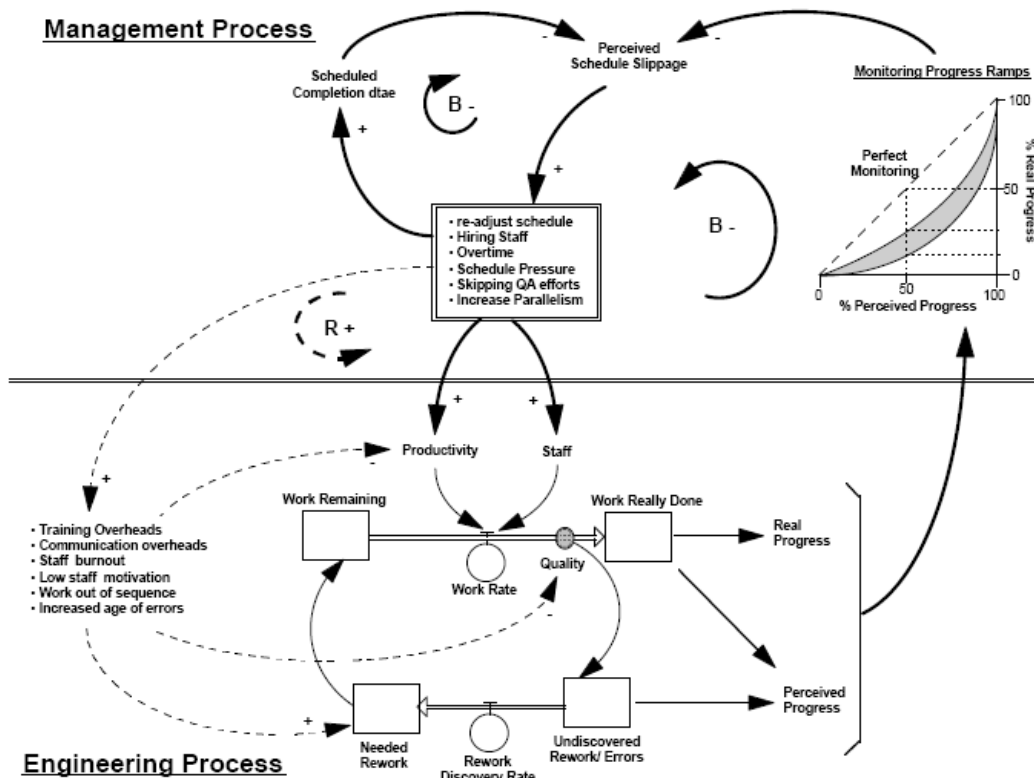 Management Process
Perceived
Schedule Slippage
Scheduled
Completion dtae
Monitoring Progress Ramps
-
-
B -
+
+
100
50
0
% Real Progress
Perfect
Monitoring
0
50
100
% Perceived Progress
B -
· re-adjust schedule
· Hiring Staff
· Overtime
· Schedule Pressure
· Skipping QA efforts
· Increase Parallelism
R +
+
+
Productivity
Staff
-
+
Work Remaining
Work Really Done
· Training Overheads
· Communication overheads
· Staff burnout
· Low staff motivation
· Work out of sequence
· Increased age of errors
Work Rate
Quality
-
Real
Progress
Perceived
Progress
+
Needed
Rework
Rework
Discovery Rate
Undiscovered
Rework/ Errors
Engineering Process